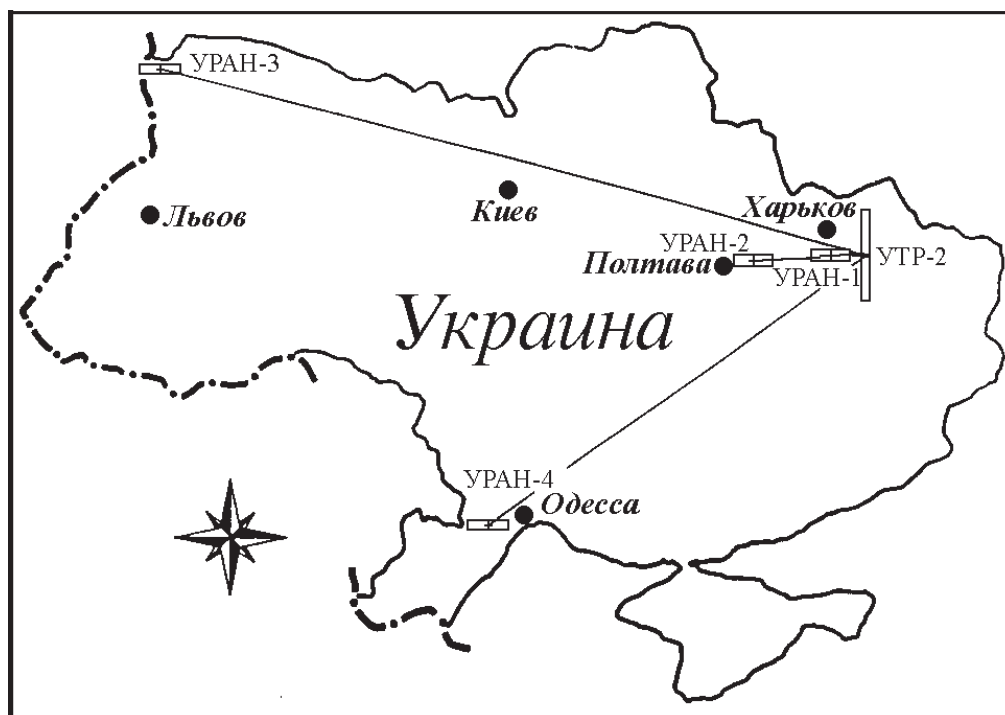 УРАН-3
Львов
Киев
Харьков
УРАН-2
УТР-2
Полтава
УРАН-1
Украина
УРАН-4
Одесса